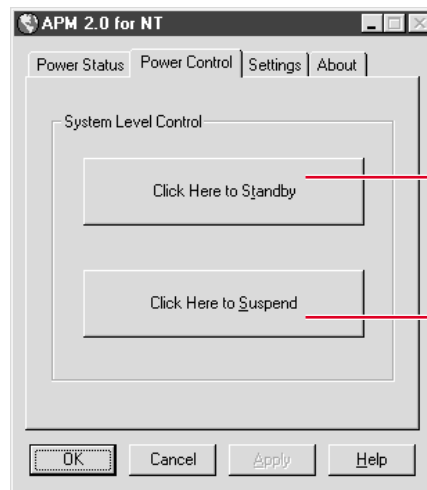 APM 2.0 for NT
Power Status Power Control Settings About
System Level Control
Click Here to Standby
Click Here to Suspend
OK Cancel Apply Help